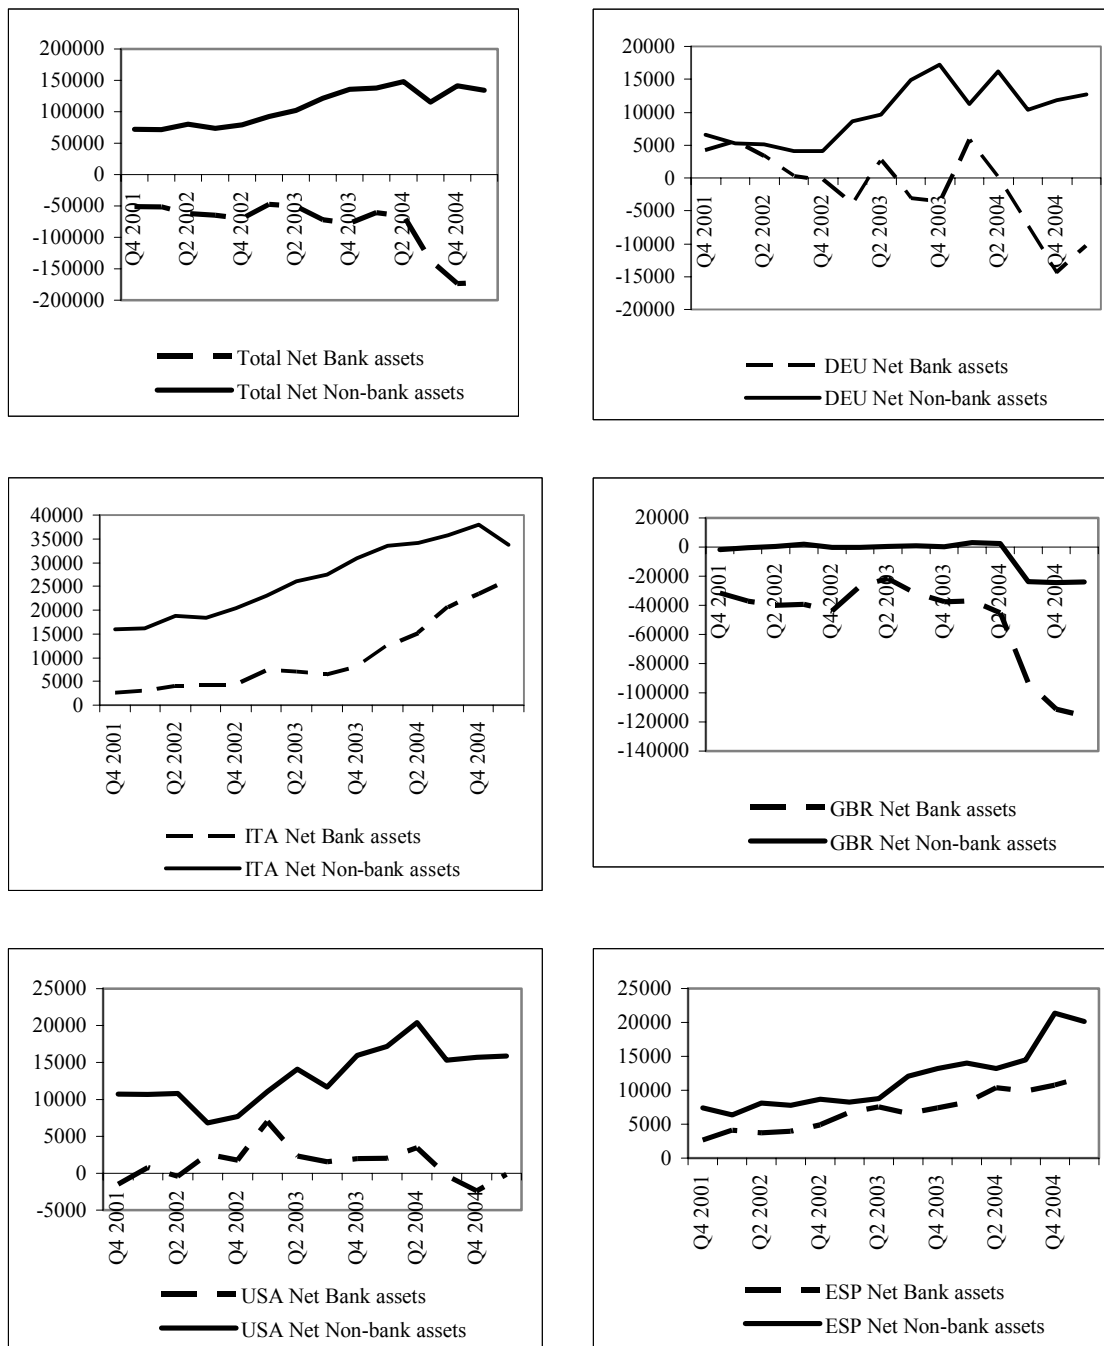 200000
150000
100000
50000
0
-50000
-100000
-150000
-200000
Q4 2001
Q2 2002
Q4 2002
Q2 2003
Q4 2003
Q2 2004
Q4 2004
Total Net Bank assets
Total Net Non-bank assets
20000
15000
10000
5000
0
-5000
-10000
-15000
-20000
Q4 2001
Q2 2002
Q4 2002
Q2 2003
Q4 2003
Q2 2004
Q4 2004
DEU Net Bank assets
DEU Net Non-bank assets
40000
35000
30000
25000
20000
15000
10000
5000
0
Q4 2001
Q2 2002
Q4 2002
Q2 2003
Q4 2003
Q2 2004
Q4 2004
ITA Net Bank assets
ITA Net Non-bank assets
20000
0
-20000
-40000
-60000
-80000
-100000
-120000
-140000
Q4 2001
Q2 2002
Q4 2002
Q2 2003
Q4 2003
Q2 2004
Q4 2004
GBR Net Bank assets
GBR Net Non-bank assets
25000
20000
15000
10000
5000
0
-5000
Q4 2001
Q2 2002
Q4 2002
Q2 2003
Q4 2003
Q2 2004
Q4 2004
USA Net Bank assets
USA Net Non-bank assets
25000
20000
15000
10000
5000
0
Q4 2001
Q2 2002
Q4 2002
Q2 2003
Q4 2003
Q2 2004
Q4 2004
ESP Net Bank assets
ESP Net Non-bank assets